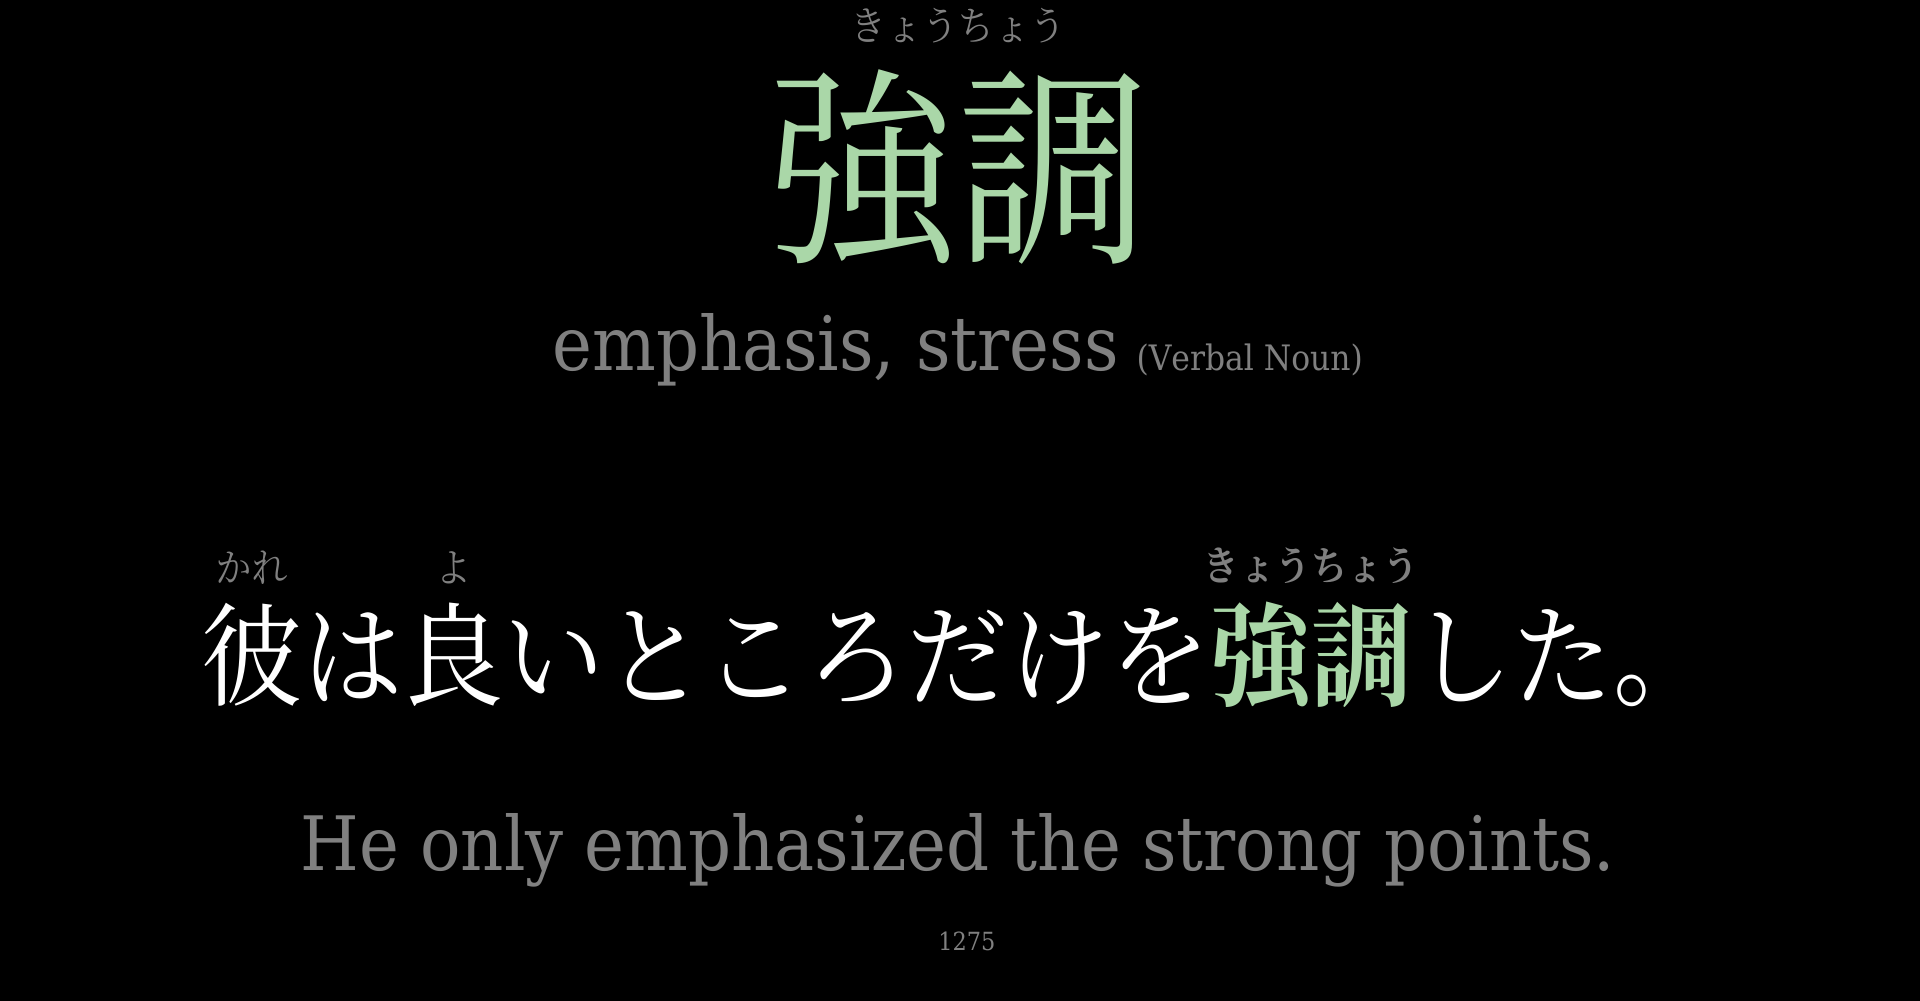 きょうちょう
強調
emphasis, stress (Verbal Noun)
かれ よ きょうちょう
彼は良いところだけを強調した。
He only emphasized the strong points.
1275